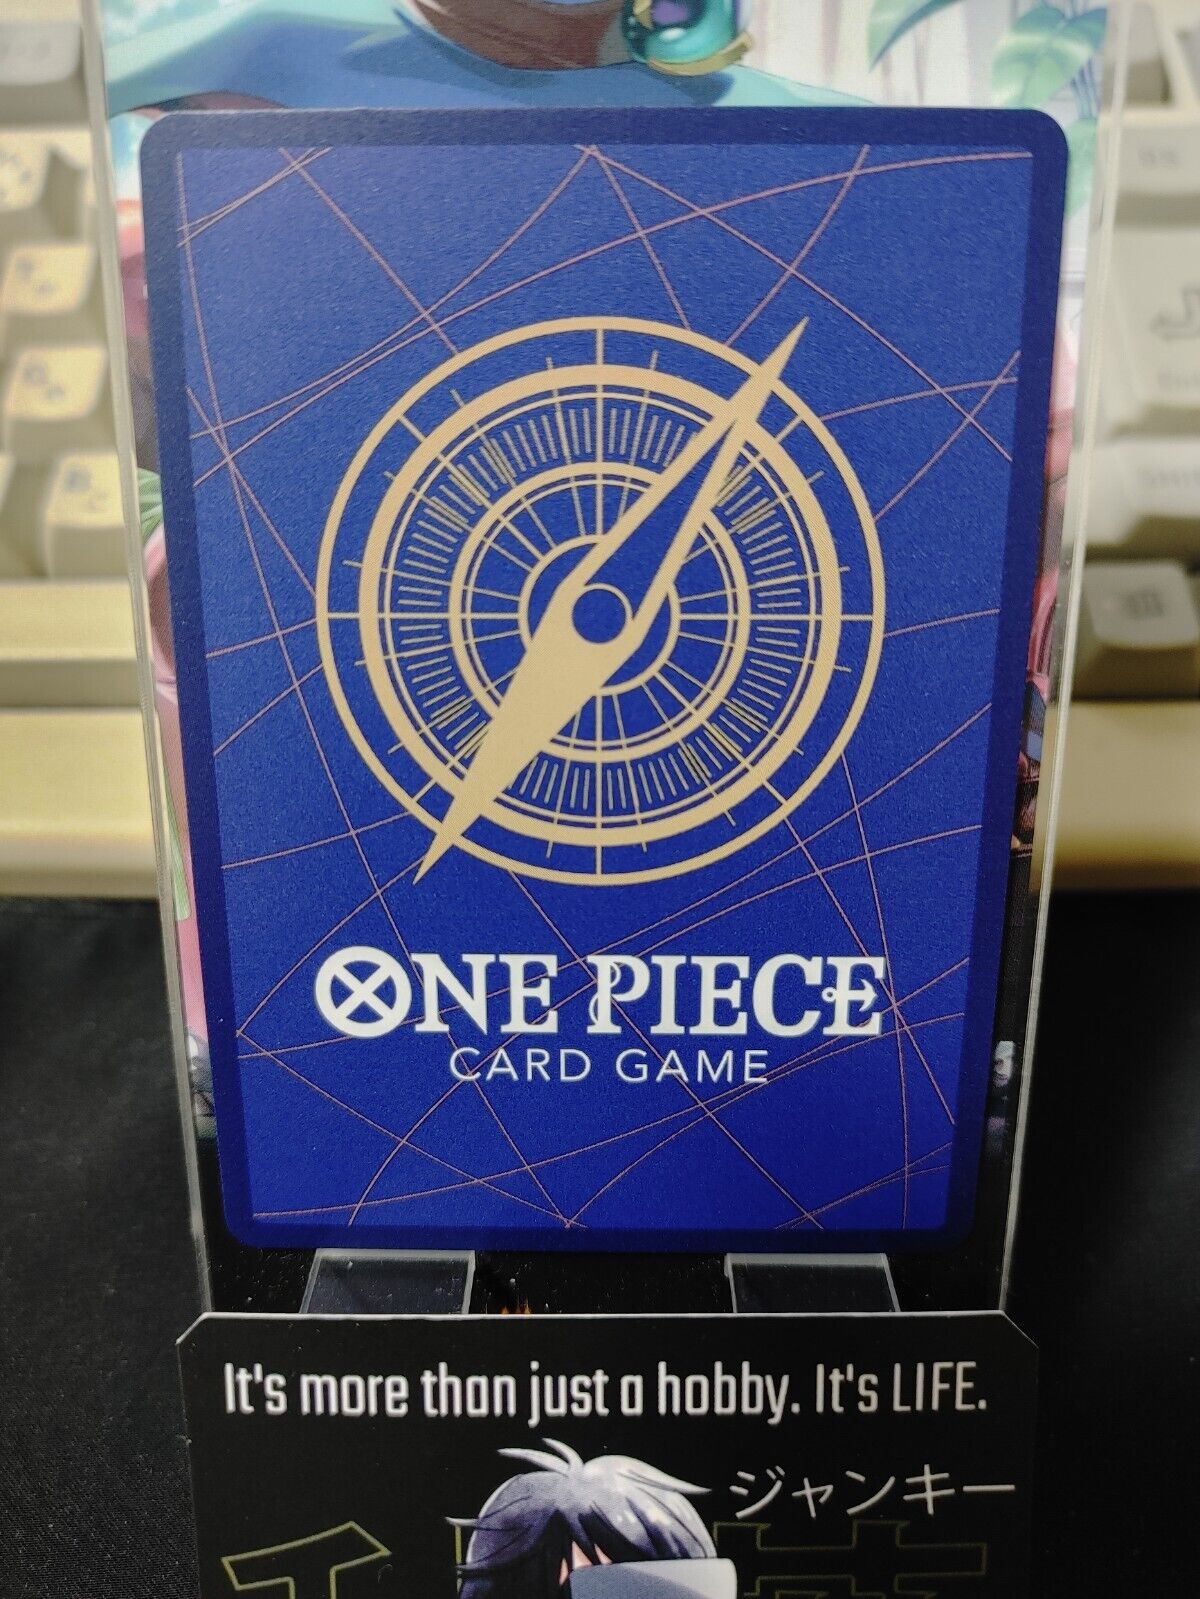 ONE PIECE
CARD GAME
It's more than just a hobby. It's LIFE.
ジャンキー